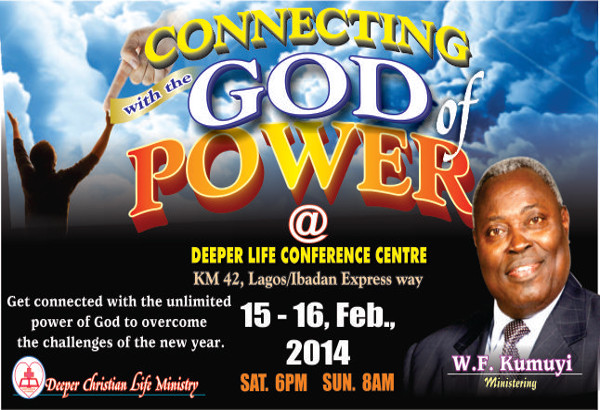 CONNECTING
with the
GOD of
POWER
@
DEEPER LIFE CONFERENCE CENTRE
KM 42, Lagos/Ibadan Express way
Get connected with the unlimited
power of God to overcome
the challenges of the new year.
15 - 16, Feb.,
2014
SAT. 6PM SUN. 8AM
W.F. Kumuyi
Ministering
Deeper Christian Life Ministry